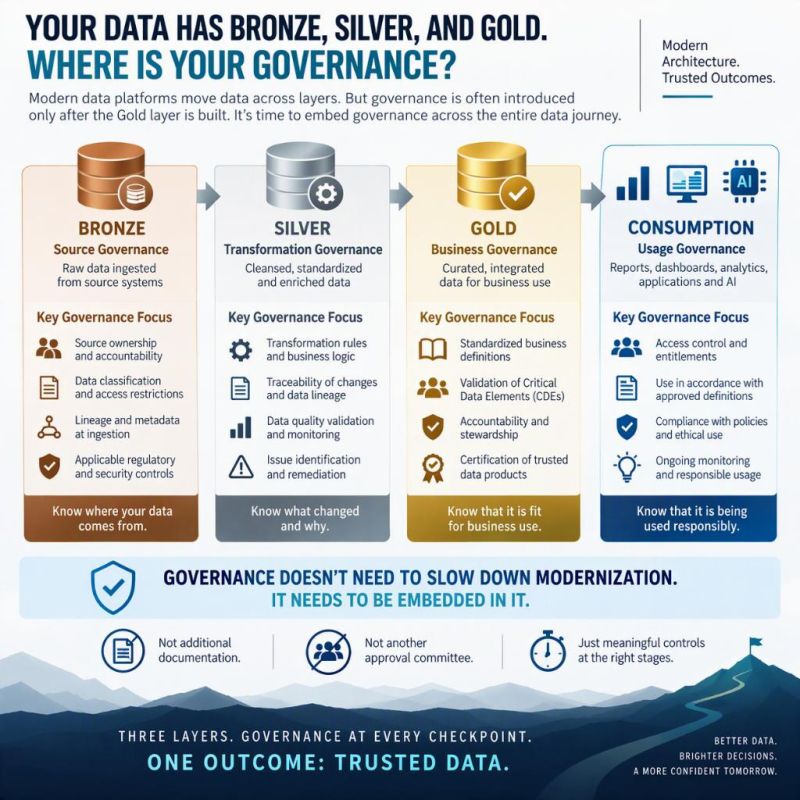 YOUR DATA HAS BRONZE, SILVER, AND GOLD.
WHERE IS YOUR GOVERNANCE?
Modern data platforms move data across layers. But governance is often introduced
only after the Gold layer is built. It's time to embed governance across the entire data journey.
Modern
Architecture.
Trusted Outcomes.
BRONZE
Source Governance
Raw data ingested
from source systems
Key Governance Focus
Source ownership
and accountability
Data classification
and access restrictions
Lineage and metadata
at ingestion
Applicable regulatory
and security controls
Know where your data
comes from.
SILVER
Transformation Governance
Cleansed, standardized
and enriched data
Key Governance Focus
Transformation rules
and business logic
Traceability of changes
and data lineage
Data quality validation
and monitoring
Issue identification
and remediation
Know what changed
and why.
GOLD
Business Governance
Curated, integrated
data for business use
Key Governance Focus
Standardized business
definitions
Validation of Critical
Data Elements (CDEs)
Accountability and
stewardship
Certification of trusted
data products
Know that it is fit
for business use.
AI
CONSUMPTION
Usage Governance
Reports, dashboards, analytics,
applications and AI
Key Governance Focus
Access control and
entitlements
Use in accordance with
approved definitions
Compliance with policies
and ethical use
Ongoing monitoring
and responsible usage
Know that it is being
used responsibly.
GOVERNANCE DOESN'T NEED TO SLOW DOWN MODERNIZATION.
IT NEEDS TO BE EMBEDDED IN IT.
Not additional
documentation.
Not another
approval committee.
Just meaningful controls
at the right stages.
THREE LAYERS. GOVERNANCE AT EVERY CHECKPOINT.
ONE OUTCOME: TRUSTED DATA.
BETTER DATA.
BRIGHTER DECISIONS.
A MORE CONFIDENT TOMORROW.